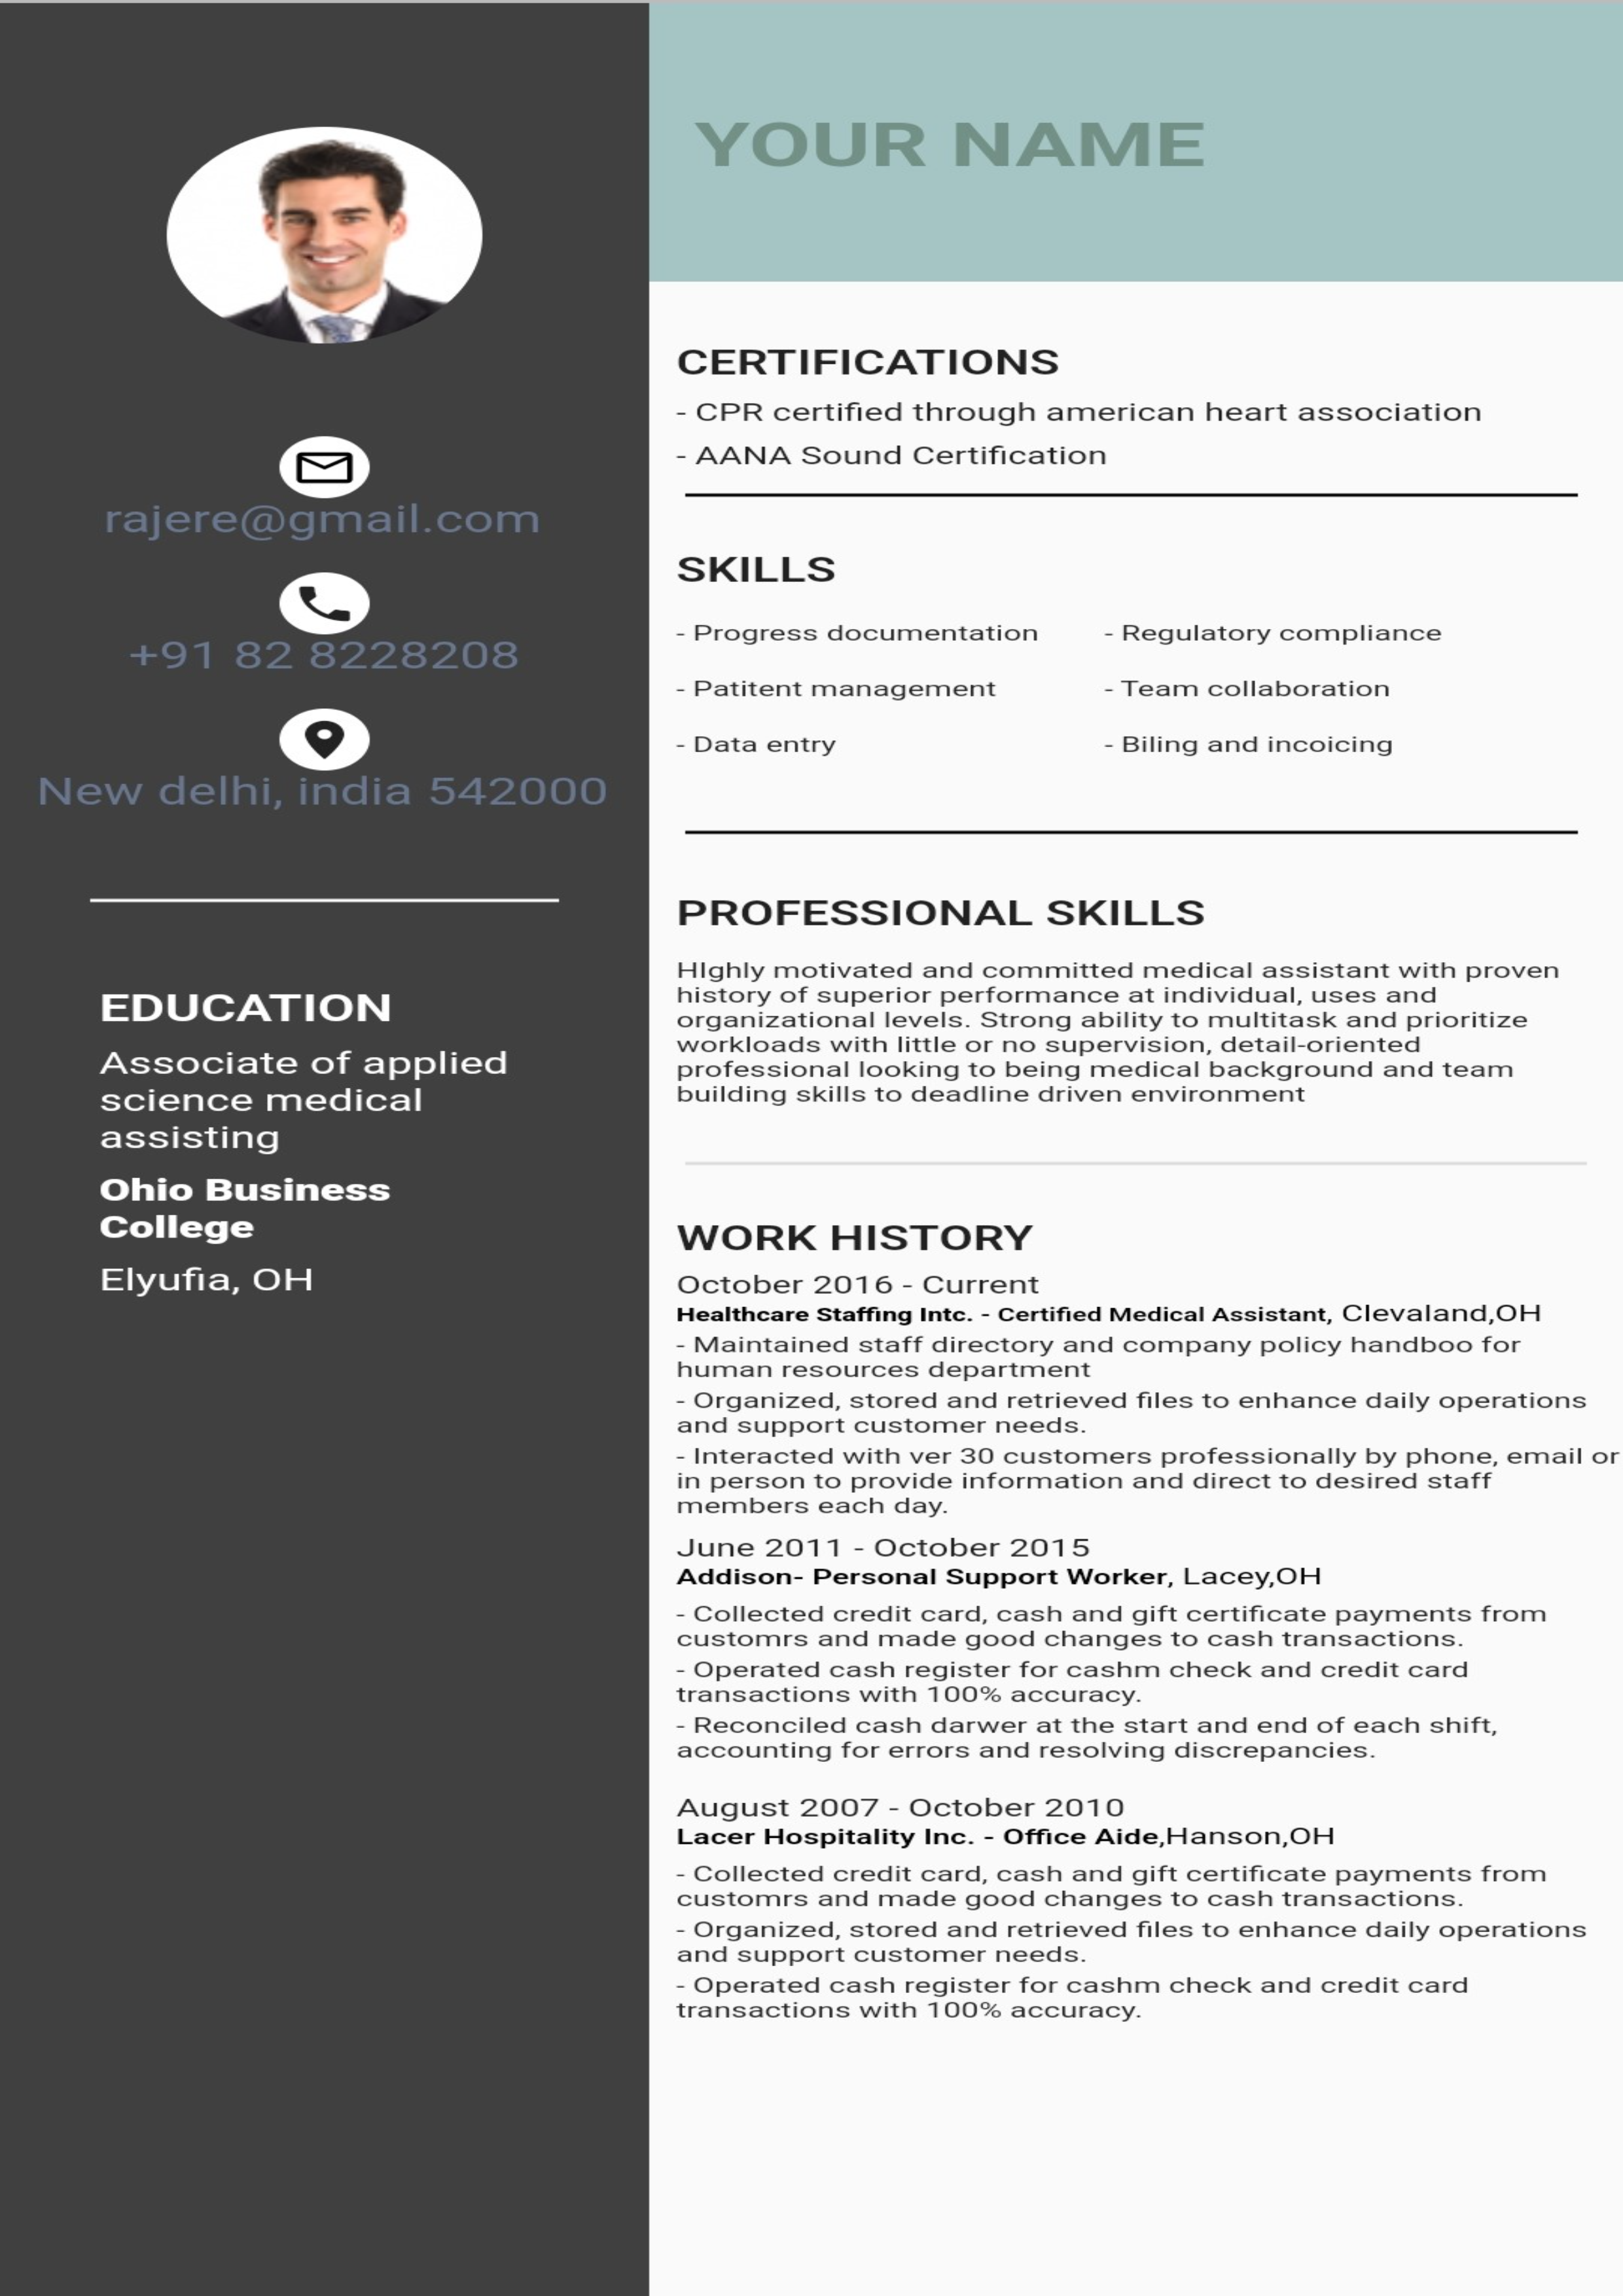 YOUR NAME
rajere@gmail.com
+91 82 8228208
New delhi, india 542000
EDUCATION
Associate of applied
science medical
assisting
Ohio Business
College
Elyufia, OH
CERTIFICATIONS
- CPR certified through american heart association
- AANA Sound Certification
SKILLS
- Progress documentation - Regulatory compliance
- Patitent management - Team collaboration
- Data entry - Biling and incoicing
PROFESSIONAL SKILLS
HIghly motivated and committed medical assistant with proven
history of superior performance at individual, uses and
organizational levels. Strong ability to multitask and prioritize
workloads with little or no supervision, detail-oriented
professional looking to being medical background and team
building skills to deadline driven environment
WORK HISTORY
October 2016 - Current
Healthcare Staffing Intc. - Certified Medical Assistant, Clevaland,OH
- Maintained staff directory and company policy handboo for
human resources department
- Organized, stored and retrieved files to enhance daily operations
and support customer needs.
- Interacted with ver 30 customers professionally by phone, email or
in person to provide information and direct to desired staff
members each day.
June 2011 - October 2015
Addison- Personal Support Worker, Lacey,OH
- Collected credit card, cash and gift certificate payments from
customrs and made good changes to cash transactions.
- Operated cash register for cashm check and credit card
transactions with 100% accuracy.
- Reconciled cash darwer at the start and end of each shift,
accounting for errors and resolving discrepancies.
August 2007 - October 2010
Lacer Hospitality Inc. - Office Aide,Hanson,OH
- Collected credit card, cash and gift certificate payments from
customrs and made good changes to cash transactions.
- Organized, stored and retrieved files to enhance daily operations
and support customer needs.
- Operated cash register for cashm check and credit card
transactions with 100% accuracy.